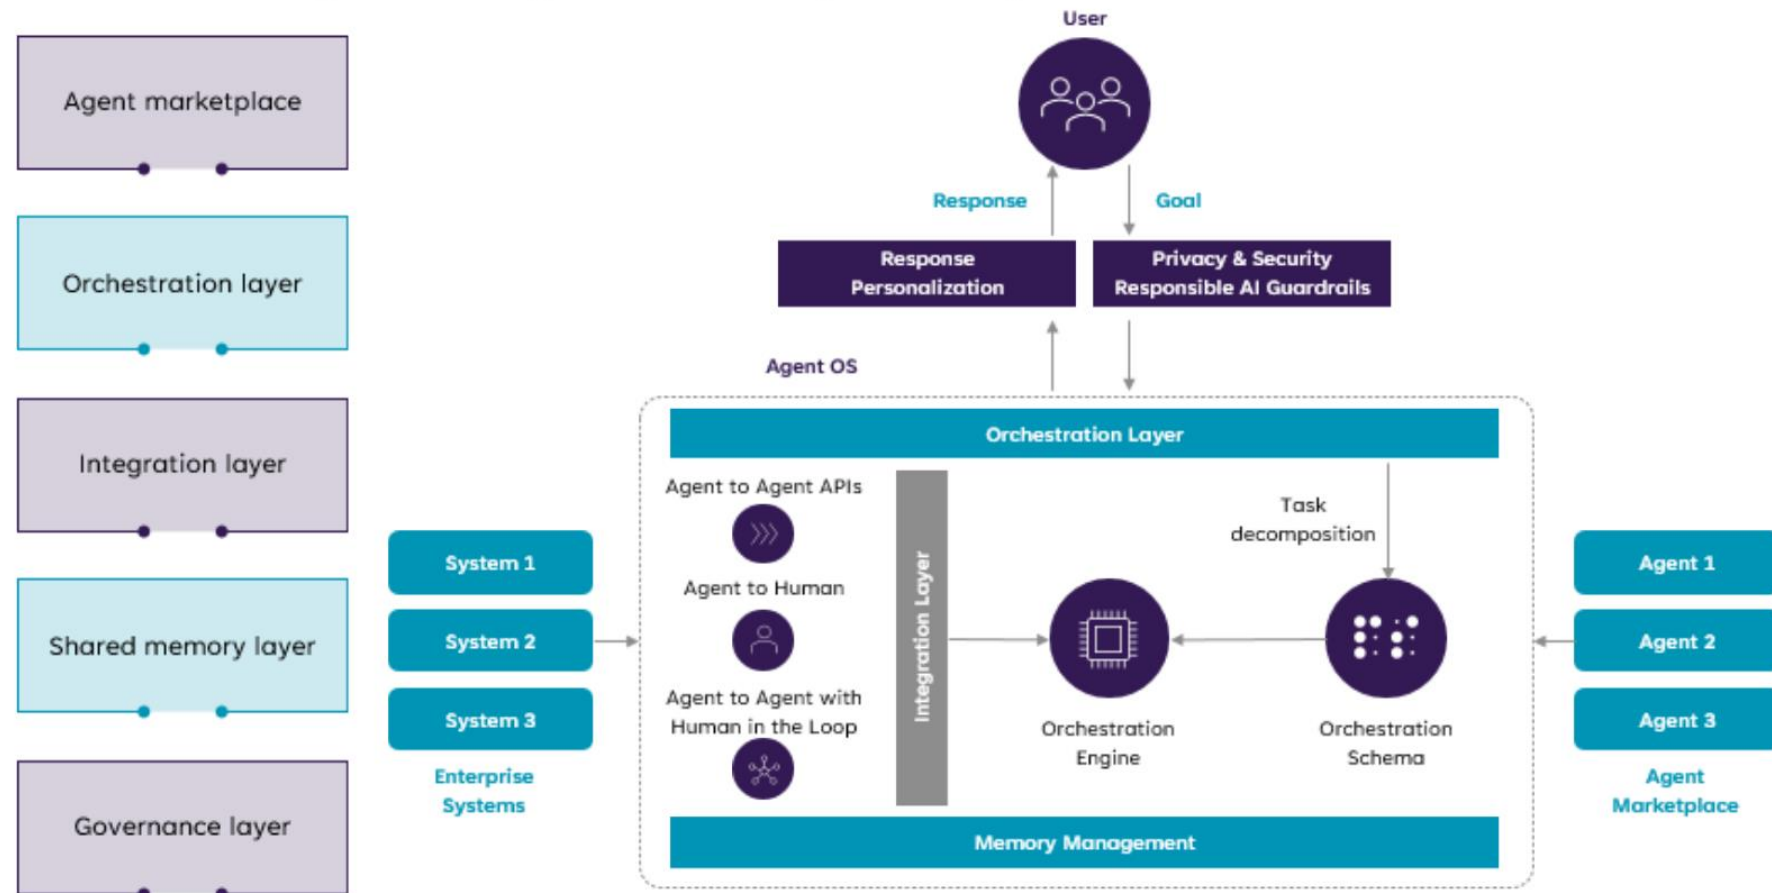 Agent marketplace
Orchestration layer
Integration layer
Shared memory layer
Governance layer
User
Response
Goal
Response
Personalization
Privacy & Security
Responsible AI Guardrails
Agent OS
Orchestration Layer
Agent to Agent APIs
Agent to Human
Agent to Agent with
Human in the Loop
Integration Layer
Task
decomposition
Orchestration
Engine
Orchestration
Schema
Memory Management
System 1
System 2
System 3
Enterprise
Systems
Agent 1
Agent 2
Agent 3
Agent
Marketplace